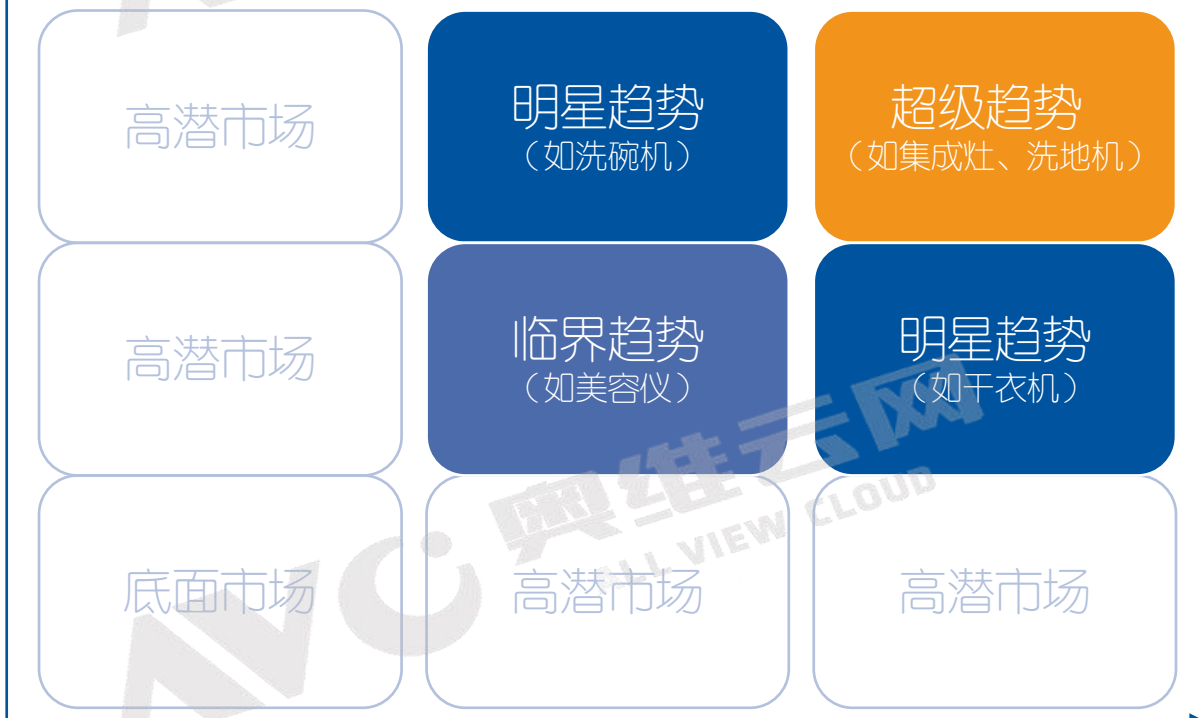 高潜市场
明星趋势
（如洗碗机）
超级趋势
（如集成灶、洗地机）
高潜市场
临界趋势
（如美容仪）
明星趋势
（如干衣机）
底面市场
高潜市场
高潜市场
AVC 奥维云网
ALL VIEW CLOUD